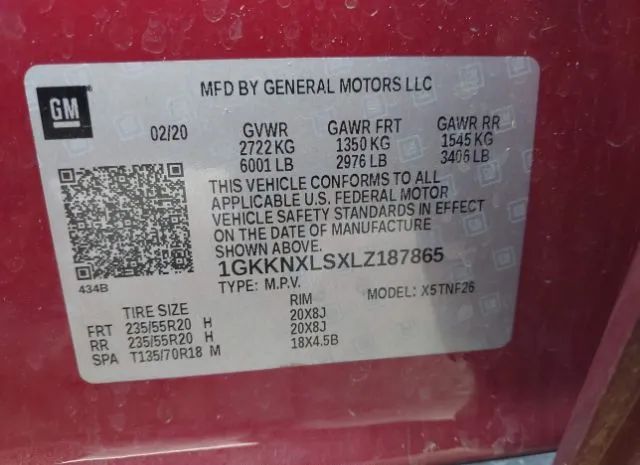 GM
MFD BY GENERAL MOTORS LLC
02/20 GVWR GAWR FRT GAWR RR
2722 KG 1350 KG 1545 KG
6001 LB 2976 LB 3406 LB
THIS VEHICLE CONFORMS TO ALL
APPLICABLE U.S. FEDERAL MOTOR
VEHICLE SAFETY STANDARDS IN EFFECT
ON THE DATE OF MANUFACTURE
SHOWN ABOVE.
434B
1GKKNXLSXLZ187865
TYPE: M.P.V. MODEL: X5TNF26
TIRE SIZE RIM
FRT 235/55R20 H 20X8J
RR 235/55R20 H 20X8J
SPA T135/70R18 M 18X4.5B